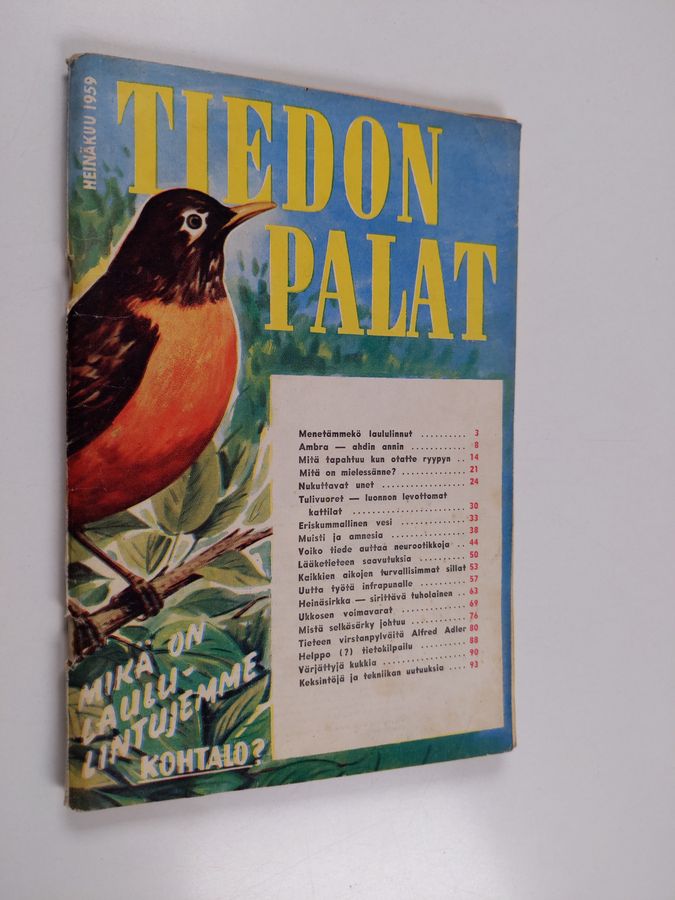 HEINÄKUU 1959
TIEDON
PALAT
Menetämmekö laululinnut .......... 3
Ambra — ahdin annin ............ 8
Mitä tapahtuu kun otatte ryypyn .. 14
Mitä on mielessänne? .............. 21
Nukuttavat unet .................... 24
Tulivuoret — luonnon levottomat
kattilat .......................... 30
Eriskummallinen vesi .............. 33
Muisti ja amnesia .................. 38
Voiko tiede auttaa neurootikkoja .. 44
Lääketieteen saavutuksia .......... 50
Kaikkien aikojen turvallisimmat sillat 53
Uutta työtä infrapunalle .......... 57
Heinäsirkka — sirittävä tuholainen .. 63
Ukkosen voimavarat .............. 69
Mistä selkäsärky johtuu .......... 76
Tieteen virstanpylväitä Alfred Adler 80
Helppo (?) tietokilpailu .......... 88
Värjättyjä kukkia .................. 90
Keksintöjä ja tekniikan uutuuksia .... 93
MIKÄ ON
LAULU-
LINTUJEMME
KOHTALO?